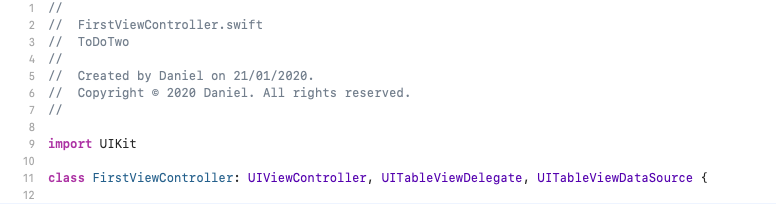 1 //
2 //  FirstViewController.swift
3 //  ToDoTwo
4 //
5 //  Created by Daniel on 21/01/2020.
6 //  Copyright © 2020 Daniel. All rights reserved.
7 //
8
9 import UIKit
10
11 class FirstViewController: UIViewController, UITableViewDelegate, UITableViewDataSource {
12